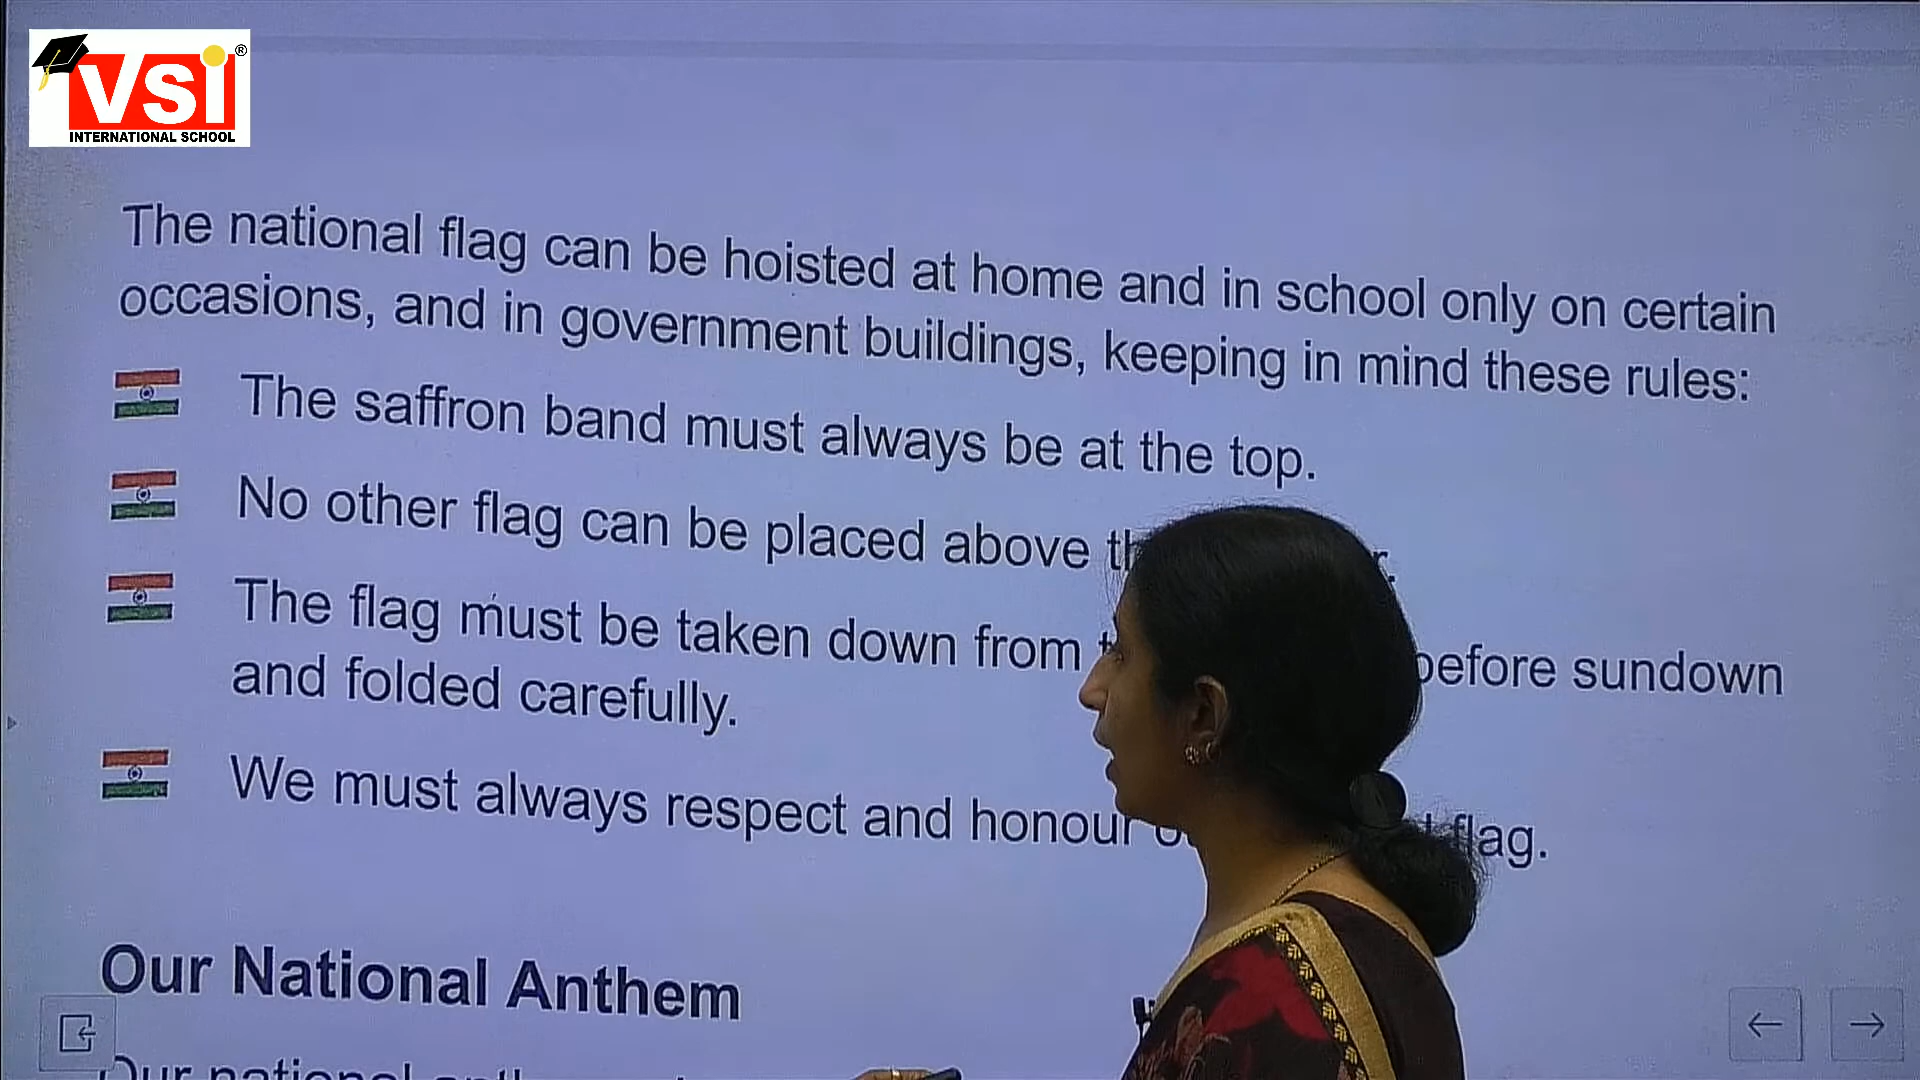 VSI ®
INTERNATIONAL SCHOOL
The national flag can be hoisted at home and in school only on certain
occasions, and in government buildings, keeping in mind these rules:
The saffron band must always be at the top.
No other flag can be placed above
The flag must be taken down from before sundown
and folded carefully.
We must always respect and honour flag.
Our National Anthem
Our national